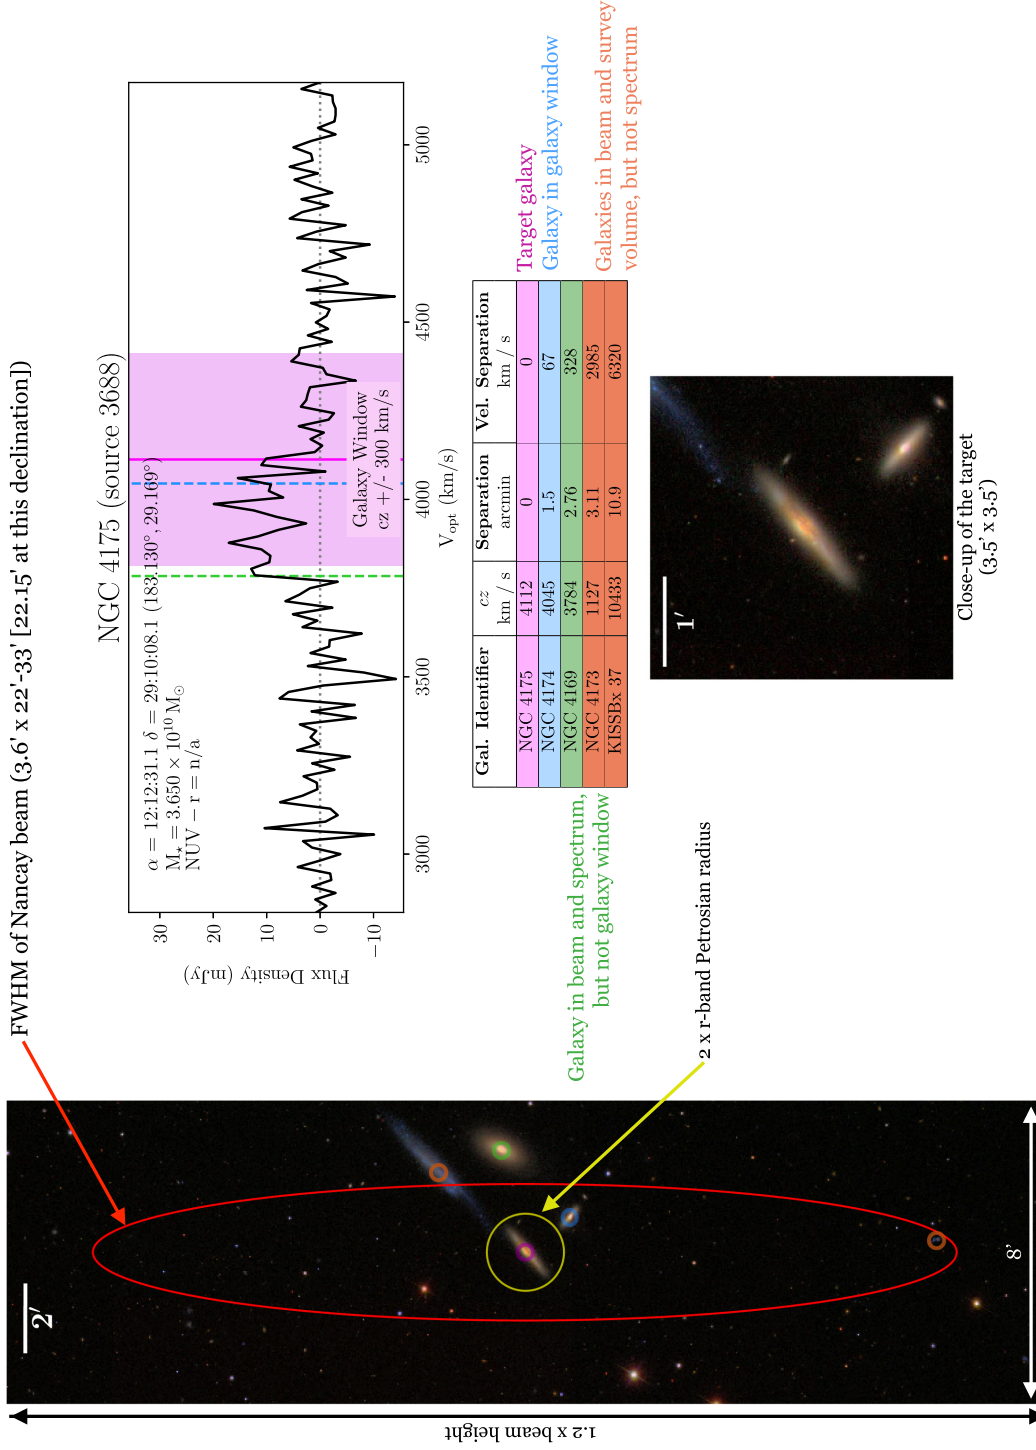 FWHM of Nancay beam (3.6' x 22'-33' [22.15' at this declination])
NGC 4175 (source 3688)
α = 12:12:31.1 δ = 29:10:08.1 (183.130°, 29.169°)
M⋆ = 3.650 × 10¹⁰ M⊙
NUV − r = n/a
Galaxy Window
cz +/- 300 km/s
30
20
10
0
−10
Flux Density (mJy)
3000
3500
4000
4500
5000
V_opt (km/s)
Gal. Identifier cz Separation Vel. Separation
km / s arcmin km / s
NGC 4175 4112 0 0
NGC 4174 4045 1.5 67
NGC 4169 3784 2.76 328
NGC 4173 1127 3.11 2985
KISSBx 37 10433 10.9 6320
Target galaxy
Galaxy in galaxy window
Galaxies in beam and survey
volume, but not spectrum
Galaxy in beam and spectrum,
but not galaxy window
2 x r-band Petrosian radius
1'
Close-up of the target
(3.5' x 3.5')
2'
8'
1.2 x beam height